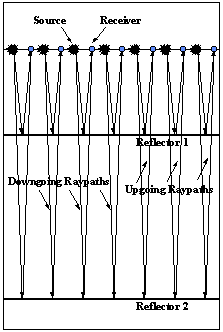 Source Receiver
Reflector 1
Downgoing Raypaths
Upgoing Raypaths
Reflector 2